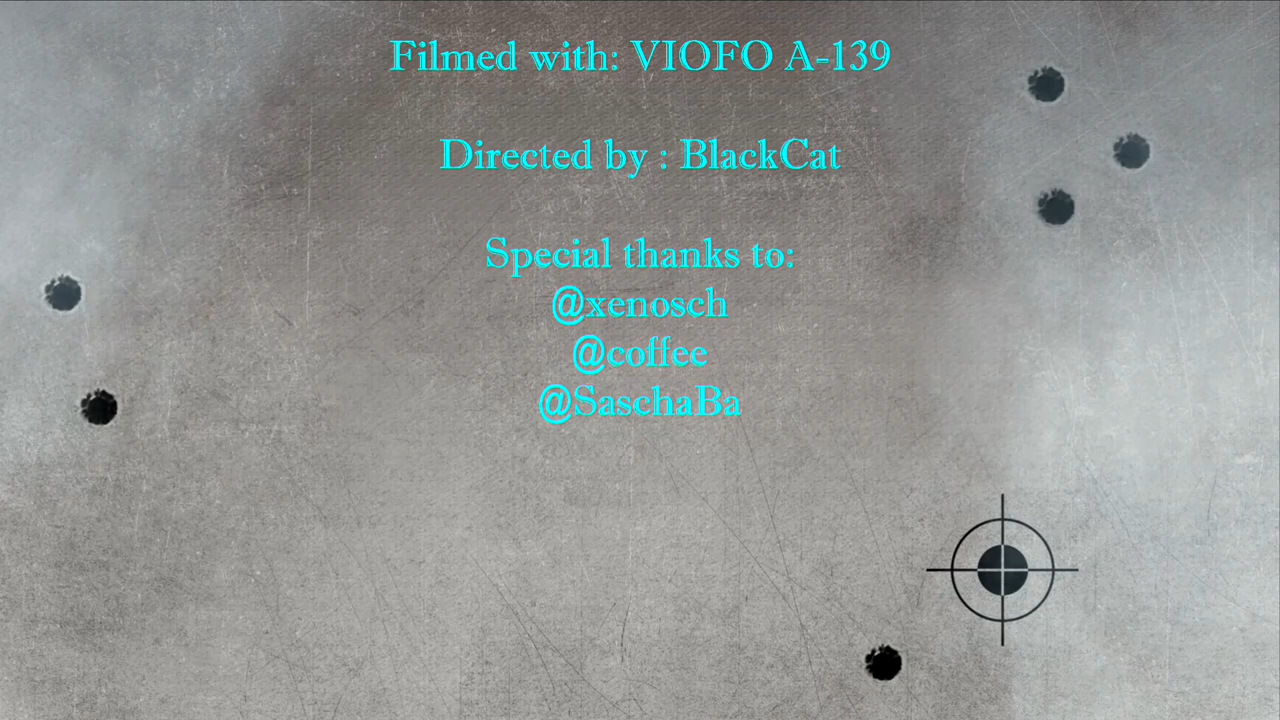 Filmed with: VIOFO A-139
Directed by : BlackCat
Special thanks to:
@xenosch
@coffee
@SaschaBa